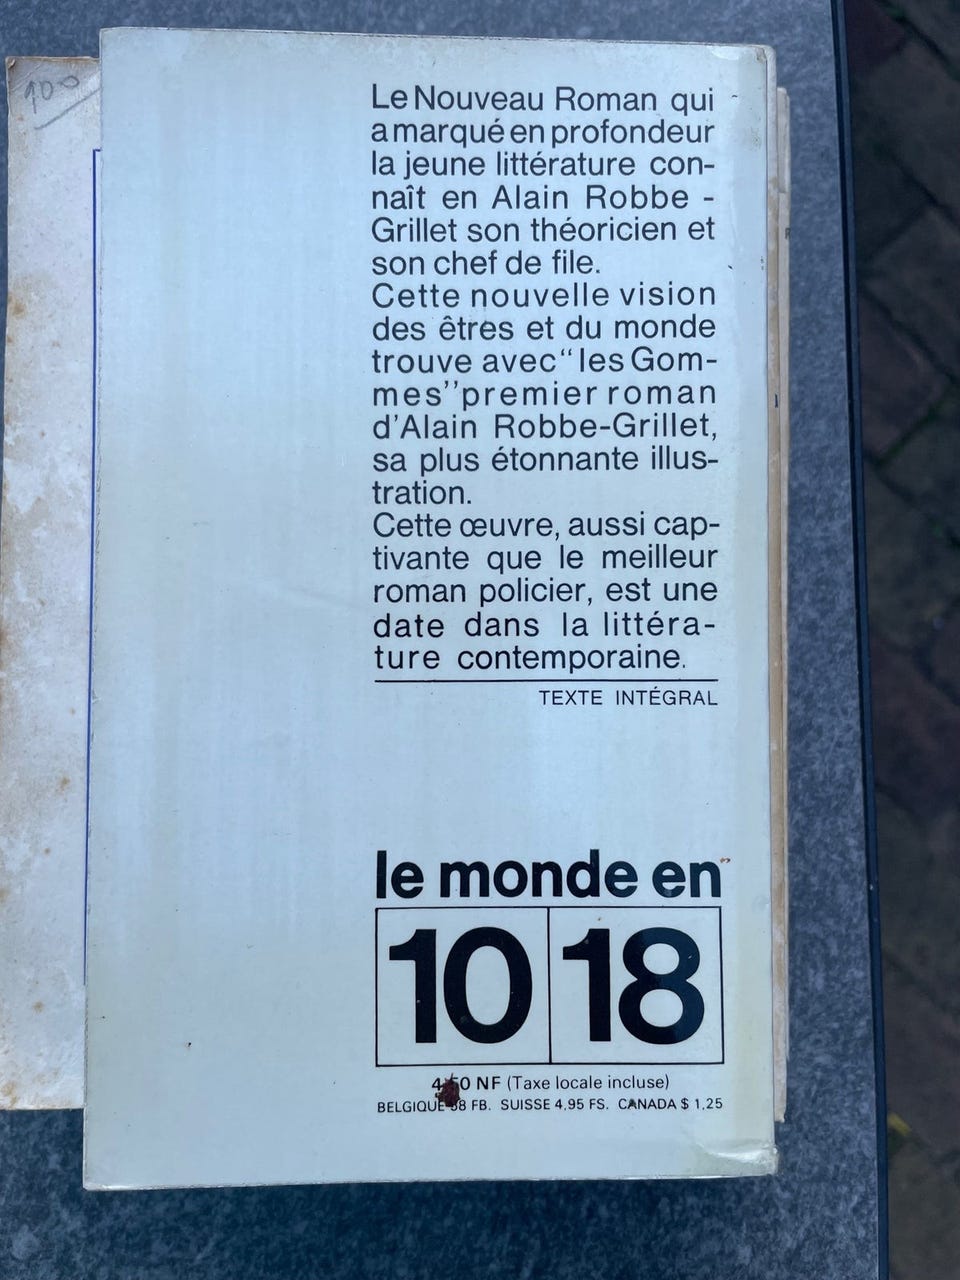 100
Le Nouveau Roman qui
a marqué en profondeur
la jeune littérature con-
naît en Alain Robbe -
Grillet son théoricien et
son chef de file.
Cette nouvelle vision
des êtres et du monde
trouve avec "les Gom-
mes" premier roman
d'Alain Robbe-Grillet,
sa plus étonnante illus-
tration.
Cette œuvre, aussi cap-
tivante que le meilleur
roman policier, est une
date dans la littéra-
ture contemporaine.
TEXTE INTÉGRAL
le monde en
10 18
NF (Taxe locale incluse)
BELGIQUE FB. SUISSE 4,95 FS. CANADA $ 1,25